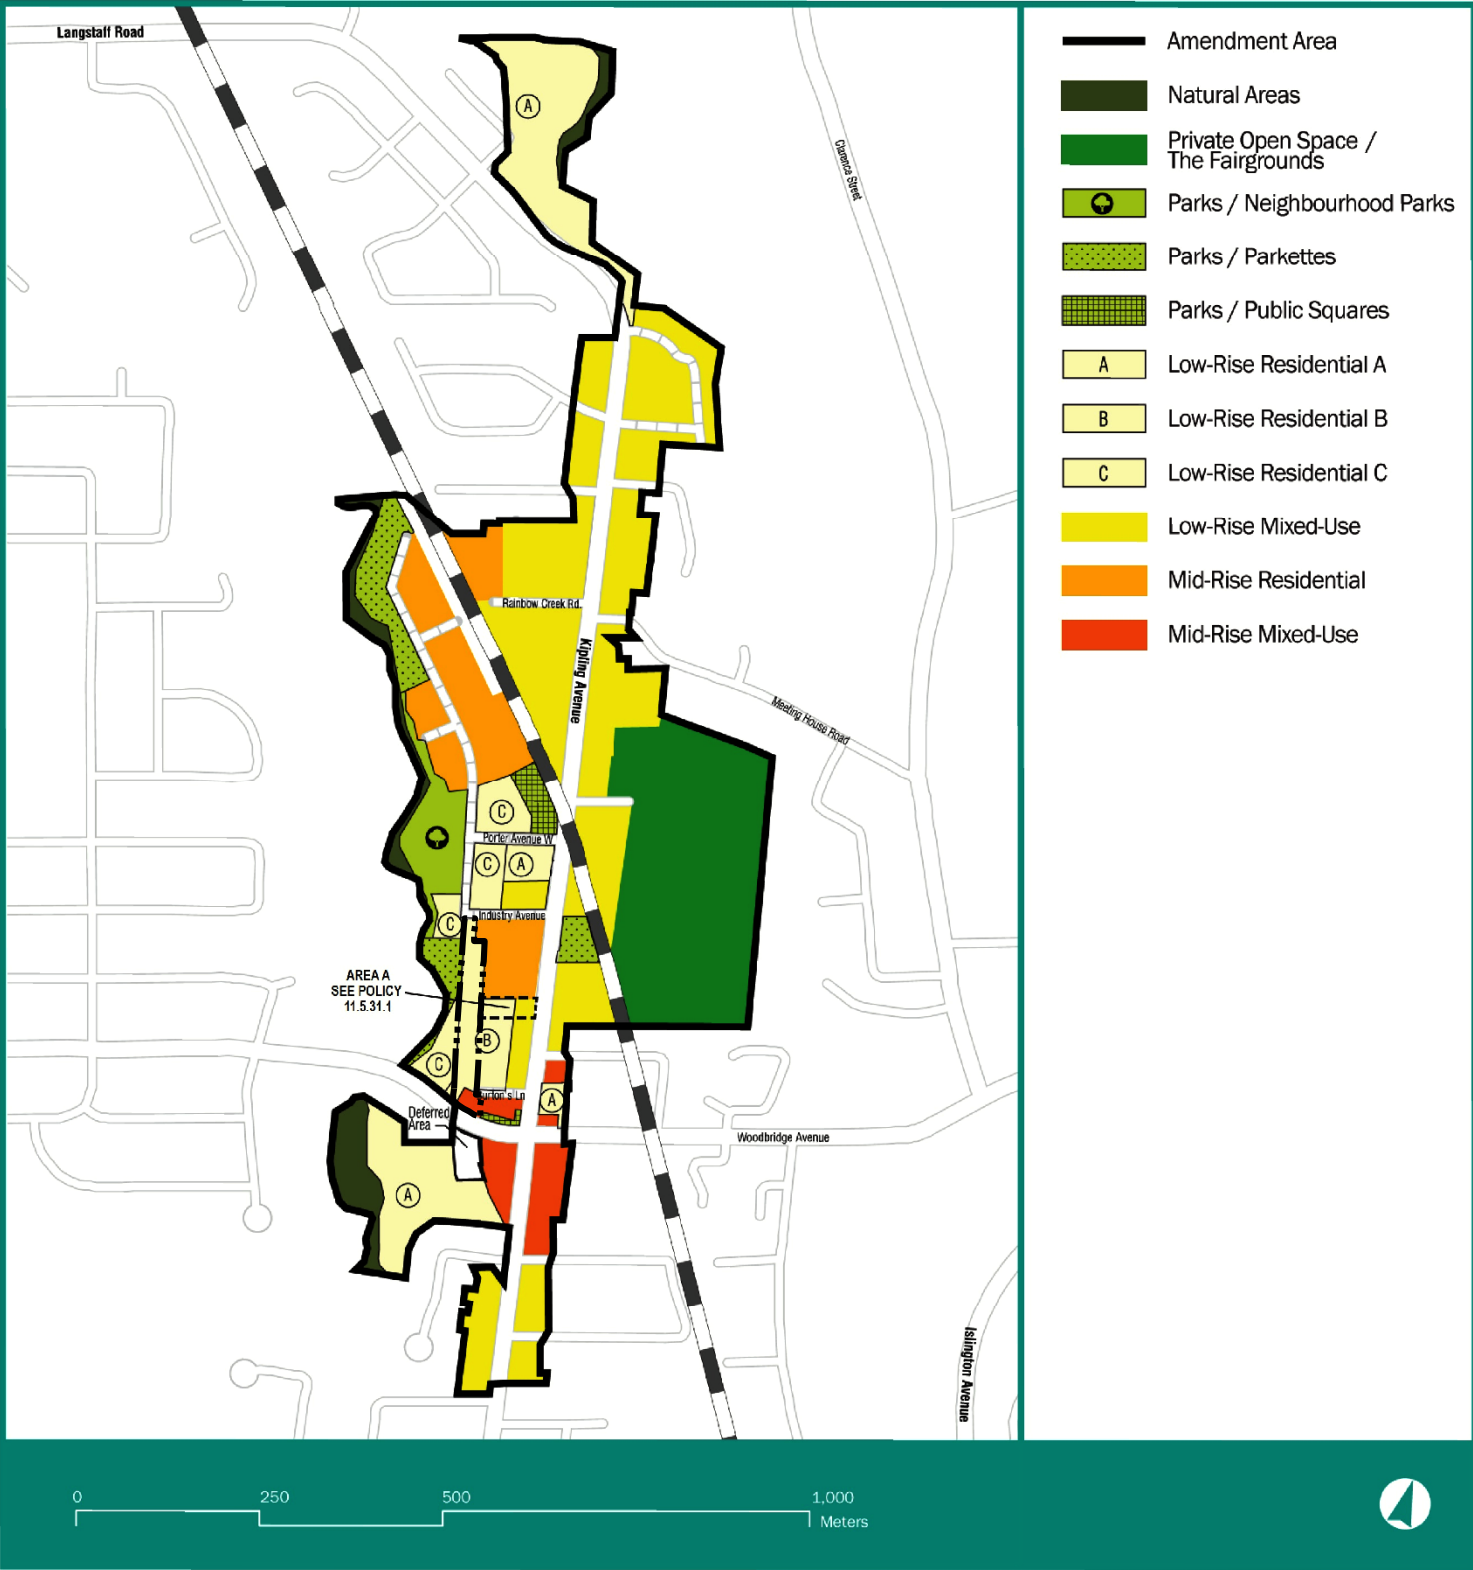 Langstaff Road
Clarence Street
A
Rainbow Creek Rd.
Kipling Avenue
Meeting House Road
C
Porter Avenue W
C
A
Industry Avenue
C
AREA A
SEE POLICY
11.5.31.1
B
C
A
Deferred
Area
Woodbridge Avenue
A
Islington Avenue
Amendment Area
Natural Areas
Private Open Space /
The Fairgrounds
Parks / Neighbourhood Parks
Parks / Parkettes
Parks / Public Squares
A
Low-Rise Residential A
B
Low-Rise Residential B
C
Low-Rise Residential C
Low-Rise Mixed-Use
Mid-Rise Residential
Mid-Rise Mixed-Use
0
250
500
1,000
Meters